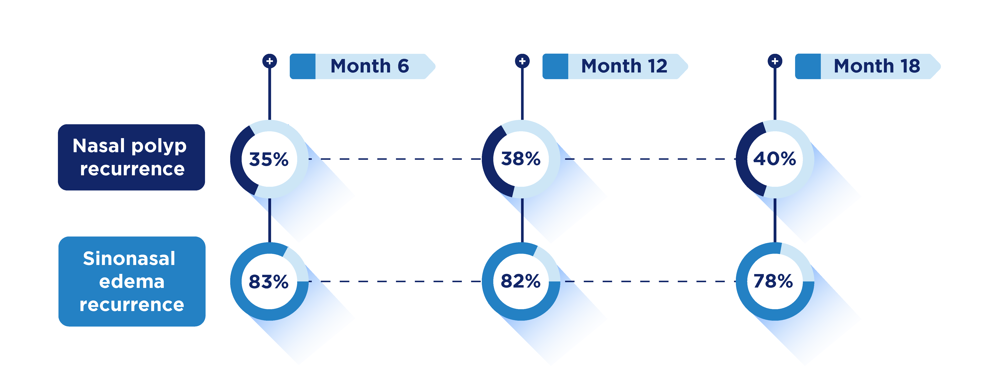 Month 6
Month 12
Month 18
Nasal polyp
recurrence
35%
38%
40%
Sinonasal
edema
recurrence
83%
82%
78%